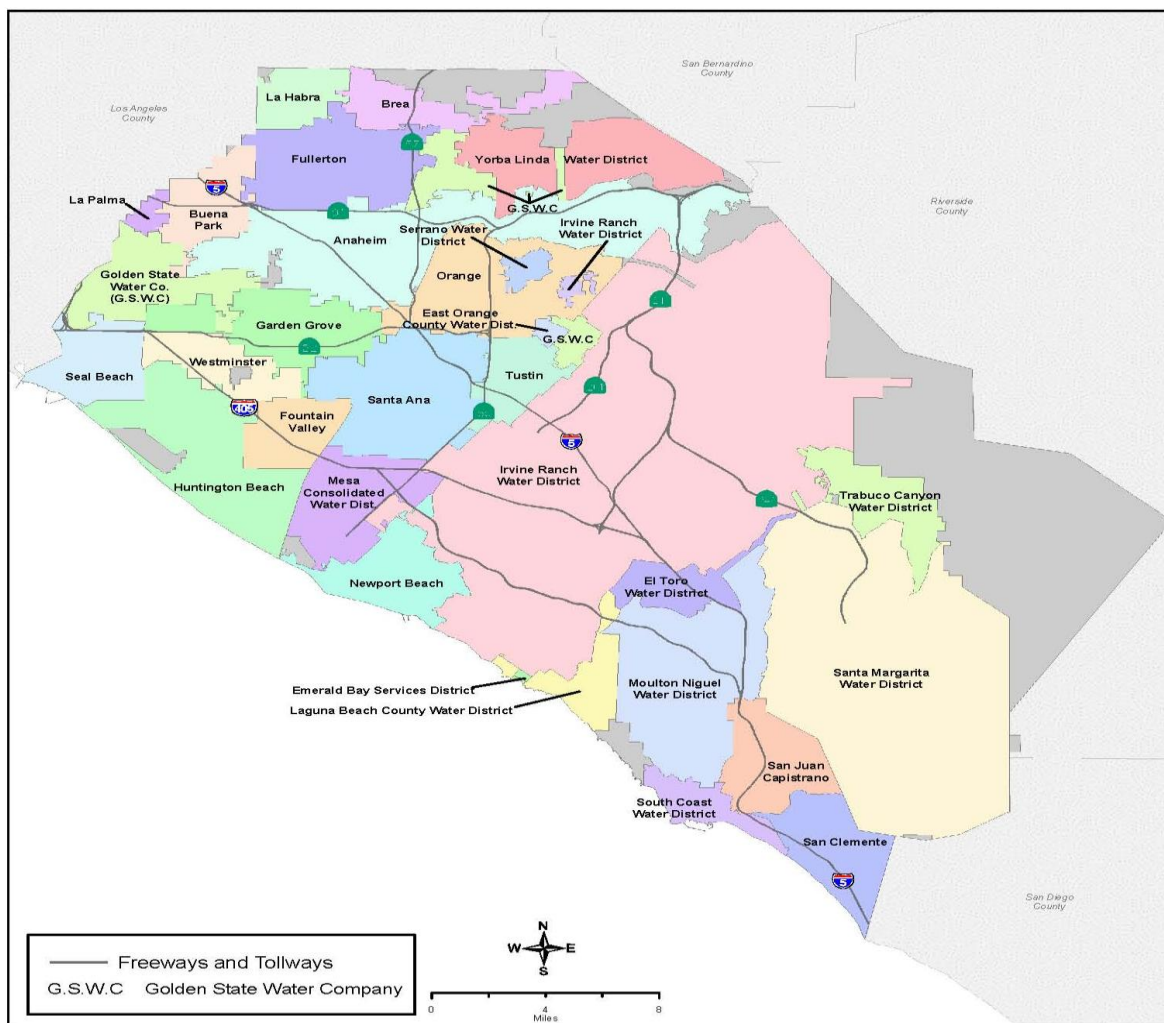 San Bernardino
County
Los Angeles
County
La Habra
Brea
Fullerton
Yorba Linda
Water District
La Palma
5
Buena
Park
G.S.W.C
Riverside
County
Anaheim
Serrano Water
District
Irvine Ranch
Water District
Golden State
Water Co.
(G.S.W.C)
Orange
East Orange
County Water Dist.
G.S.W.C
Garden Grove
Westminster
Seal Beach
Tustin
Santa Ana
405
Fountain
Valley
5
Irvine Ranch
Water District
Huntington Beach
Mesa
Consolidated
Water Dist.
Trabuco Canyon
Water District
Newport Beach
El Toro
Water District
Emerald Bay Services District
Laguna Beach County Water District
Moulton Niguel
Water District
Santa Margarita
Water District
San Juan
Capistrano
South Coast
Water District
San Clemente
5
San Diego
County
N
W E
S
Freeways and Tollways
G.S.W.C Golden State Water Company
0 4 8
Miles